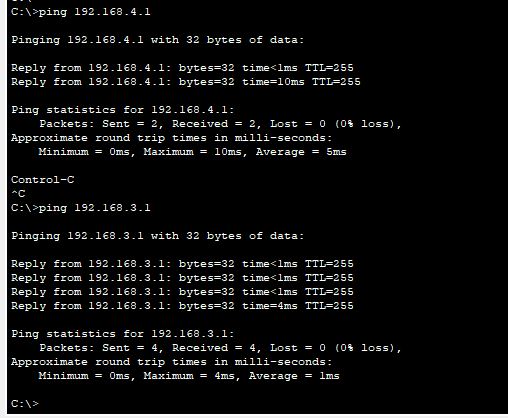 C:\>ping 192.168.4.1
Pinging 192.168.4.1 with 32 bytes of data:
Reply from 192.168.4.1: bytes=32 time<1ms TTL=255
Reply from 192.168.4.1: bytes=32 time=10ms TTL=255
Ping statistics for 192.168.4.1:
Packets: Sent = 2, Received = 2, Lost = 0 (0% loss),
Approximate round trip times in milli-seconds:
Minimum = 0ms, Maximum = 10ms, Average = 5ms
Control-C
^C
C:\>ping 192.168.3.1
Pinging 192.168.3.1 with 32 bytes of data:
Reply from 192.168.3.1: bytes=32 time<1ms TTL=255
Reply from 192.168.3.1: bytes=32 time<1ms TTL=255
Reply from 192.168.3.1: bytes=32 time<1ms TTL=255
Reply from 192.168.3.1: bytes=32 time=4ms TTL=255
Ping statistics for 192.168.3.1:
Packets: Sent = 4, Received = 4, Lost = 0 (0% loss),
Approximate round trip times in milli-seconds:
Minimum = 0ms, Maximum = 4ms, Average = 1ms
C:\>